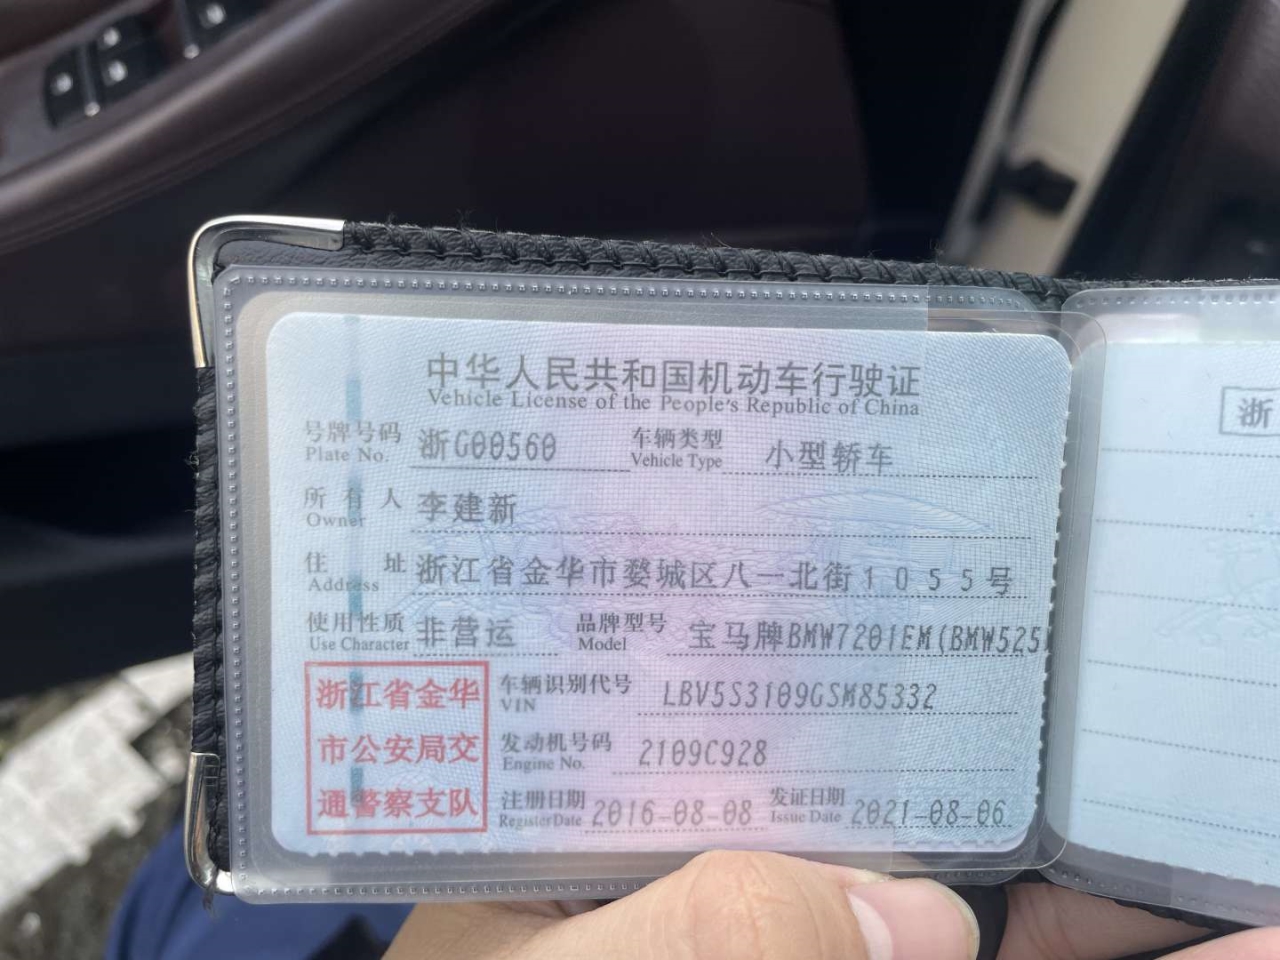 中华人民共和国机动车行驶证
Vehicle License of the People's Republic of China
号牌号码 浙G00560 车辆类型 小型轿车
Plate No. Vehicle Type
所有人 李建新
Owner
住址 浙江省金华市婺城区八一北街1055号
Address
使用性质 非营运 品牌型号 宝马牌BMW7201EM(BMW525
Use Character Model
浙江省金华
市公安局交
通警察支队
车辆识别代号 LBV5S3109GSM85332
VIN
发动机号码 2109C928
Engine No.
注册日期 2016-08-08 发证日期 2021-08-06
Register Date Issue Date
浙